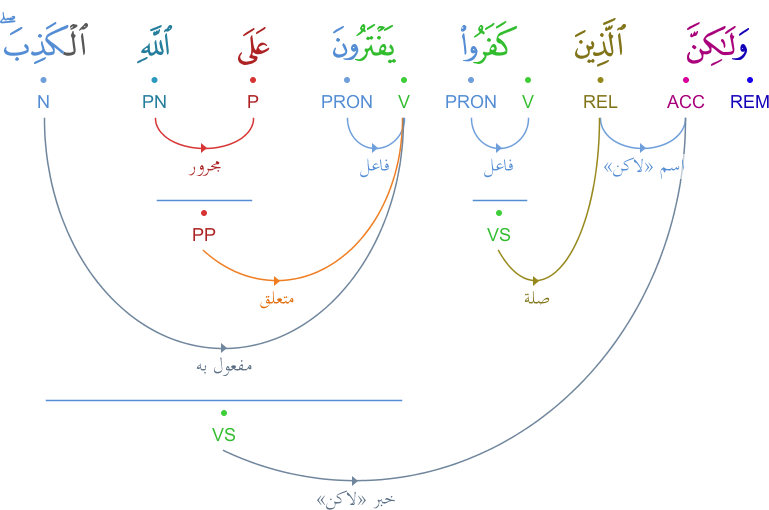 وَلَـٰكِنَّ ٱلَّذِينَ كَفَرُوا۟ يَفْتَرُونَ عَلَى ٱللَّهِ ٱلْكَذِبَ ۖ
REM ACC REL V PRON V PRON P PN N
اسم «لاكن» فاعل فاعل مجرور
VS PP
صلة متعلق
مفعول به
VS
خبر «لاكن»